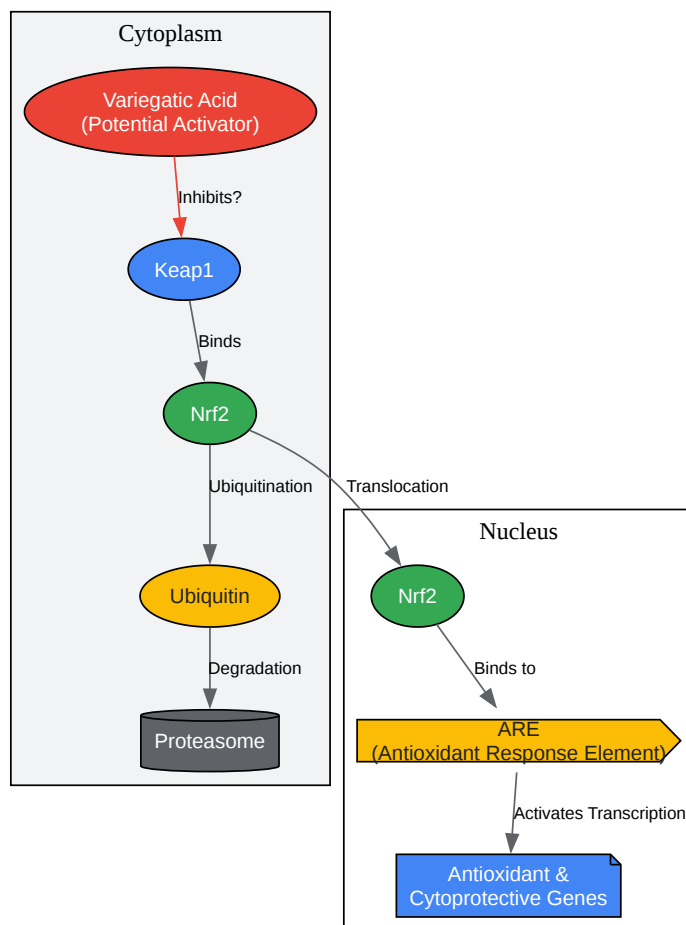 Cytoplasm
Variegatic Acid
(Potential Activator)
Inhibits?
Keap1
Binds
Nrf2
Ubiquitination
Translocation
Nucleus
Ubiquitin
Nrf2
Degradation
Binds to
Proteasome
ARE
(Antioxidant Response Element)
Activates Transcription
Antioxidant &
Cytoprotective Genes